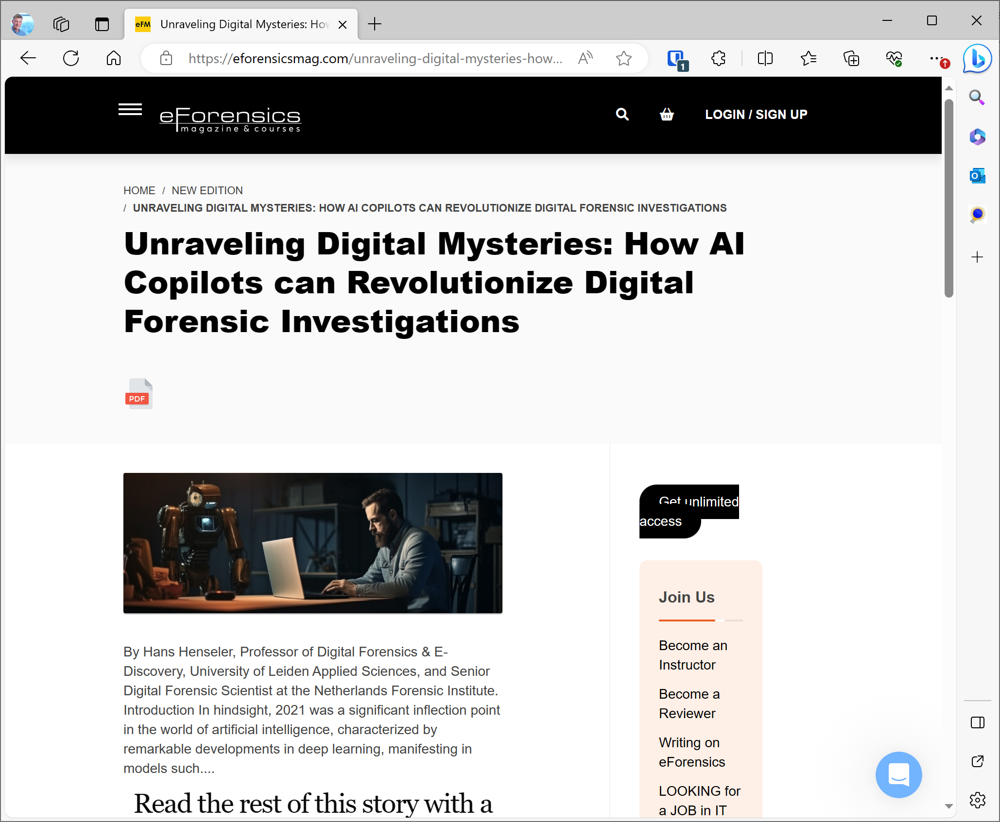 eFM Unraveling Digital Mysteries: How
https://eforensicsmag.com/unraveling-digital-mysteries-how...
1
eForensics
magazine & courses
LOGIN / SIGN UP
HOME / NEW EDITION
/ UNRAVELING DIGITAL MYSTERIES: HOW AI COPILOTS CAN REVOLUTIONIZE DIGITAL FORENSIC INVESTIGATIONS
Unraveling Digital Mysteries: How AI
Copilots can Revolutionize Digital
Forensic Investigations
PDF
By Hans Henseler, Professor of Digital Forensics & E-
Discovery, University of Leiden Applied Sciences, and Senior
Digital Forensic Scientist at the Netherlands Forensic Institute.
Introduction In hindsight, 2021 was a significant inflection point
in the world of artificial intelligence, characterized by
remarkable developments in deep learning, manifesting in
models such....
Read the rest of this story with a
Get unlimited
access
Join Us
Become an
Instructor
Become a
Reviewer
Writing on
eForensics
LOOKING for
a JOB in IT